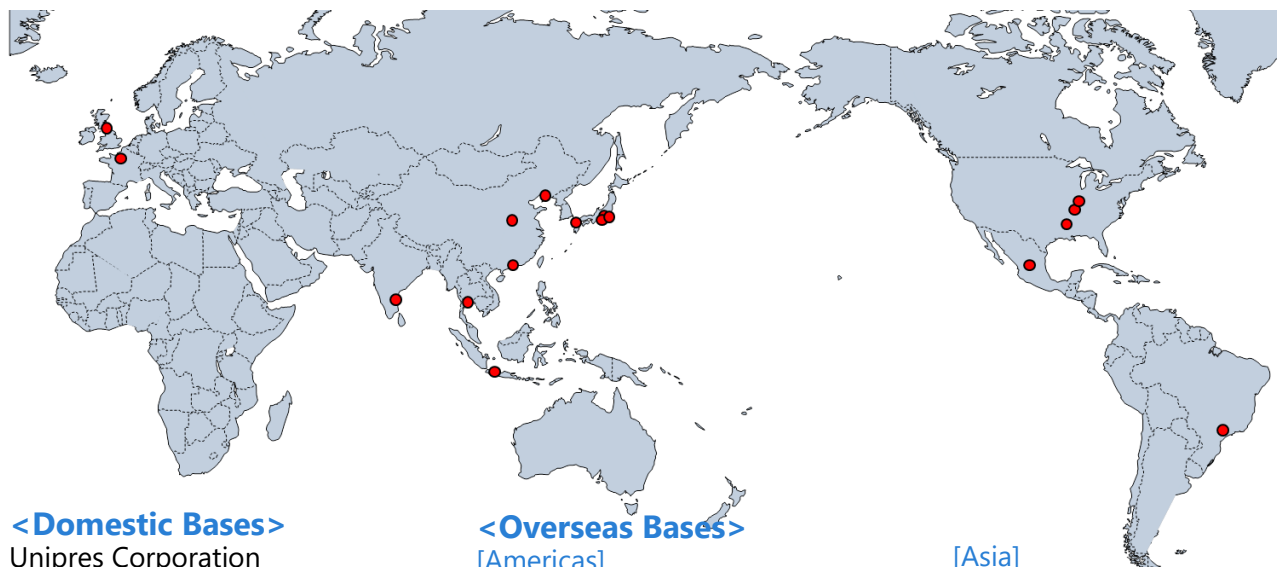 <Domestic Bases>
<Overseas Bases>
Unipres Corporation
[Americas]
[Asia]